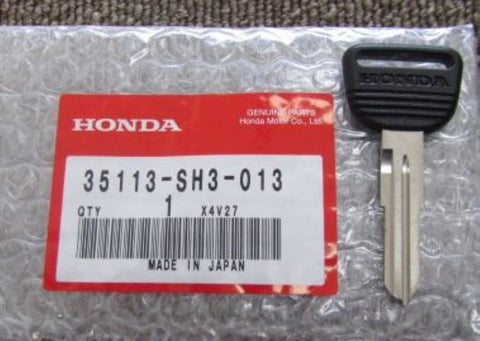 HONDA
GENUINE PARTS
Honda Motor Co., Ltd.
35113-SH3-013
QTY 1 X4V27
MADE IN JAPAN
HONDA